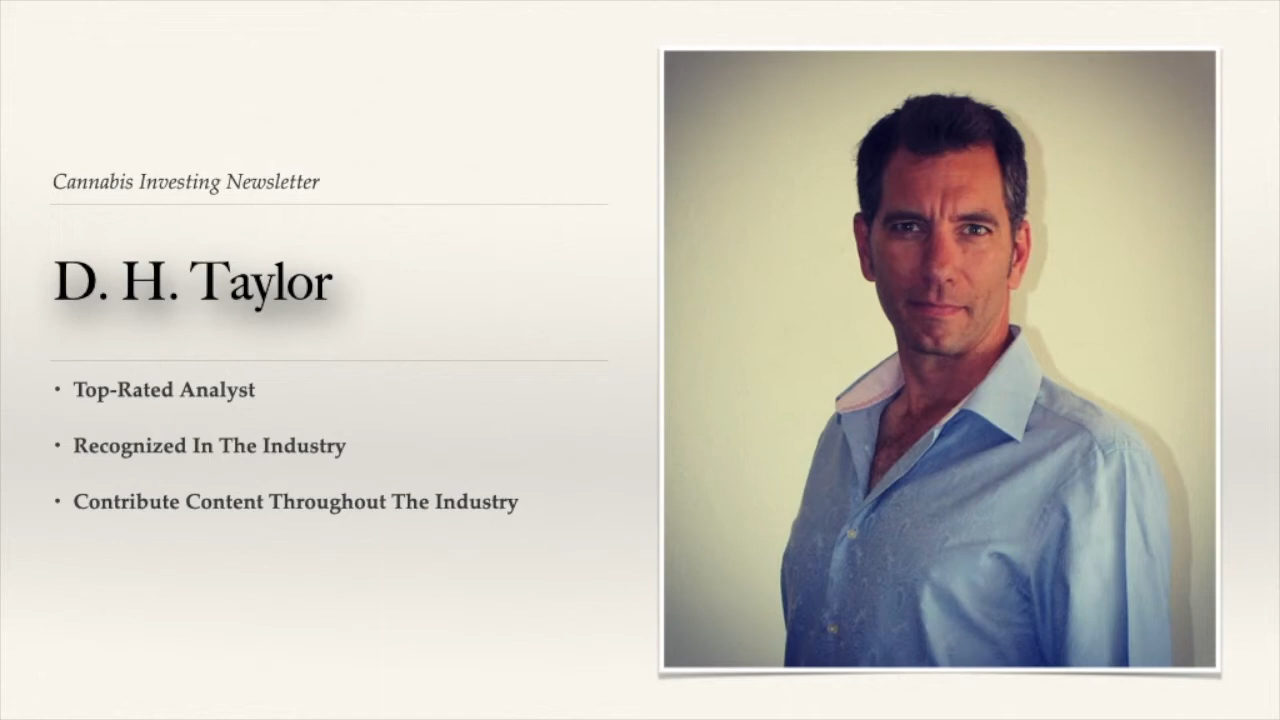 Cannabis Investing Newsletter
D. H. Taylor
• Top-Rated Analyst
• Recognized In The Industry
• Contribute Content Throughout The Industry